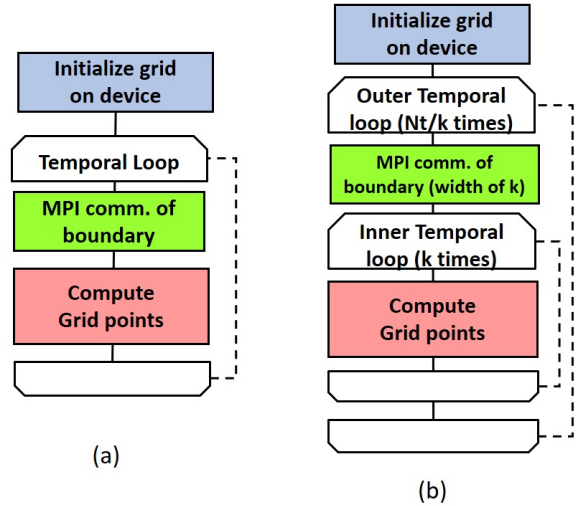 Initialize grid
on device
Temporal Loop
MPI comm. of
boundary
Compute
Grid points
(a)
Initialize grid
on device
Outer Temporal
loop (Nt/k times)
MPI comm. of
boundary (width of k)
Inner Temporal
loop (k times)
Compute
Grid points
(b)